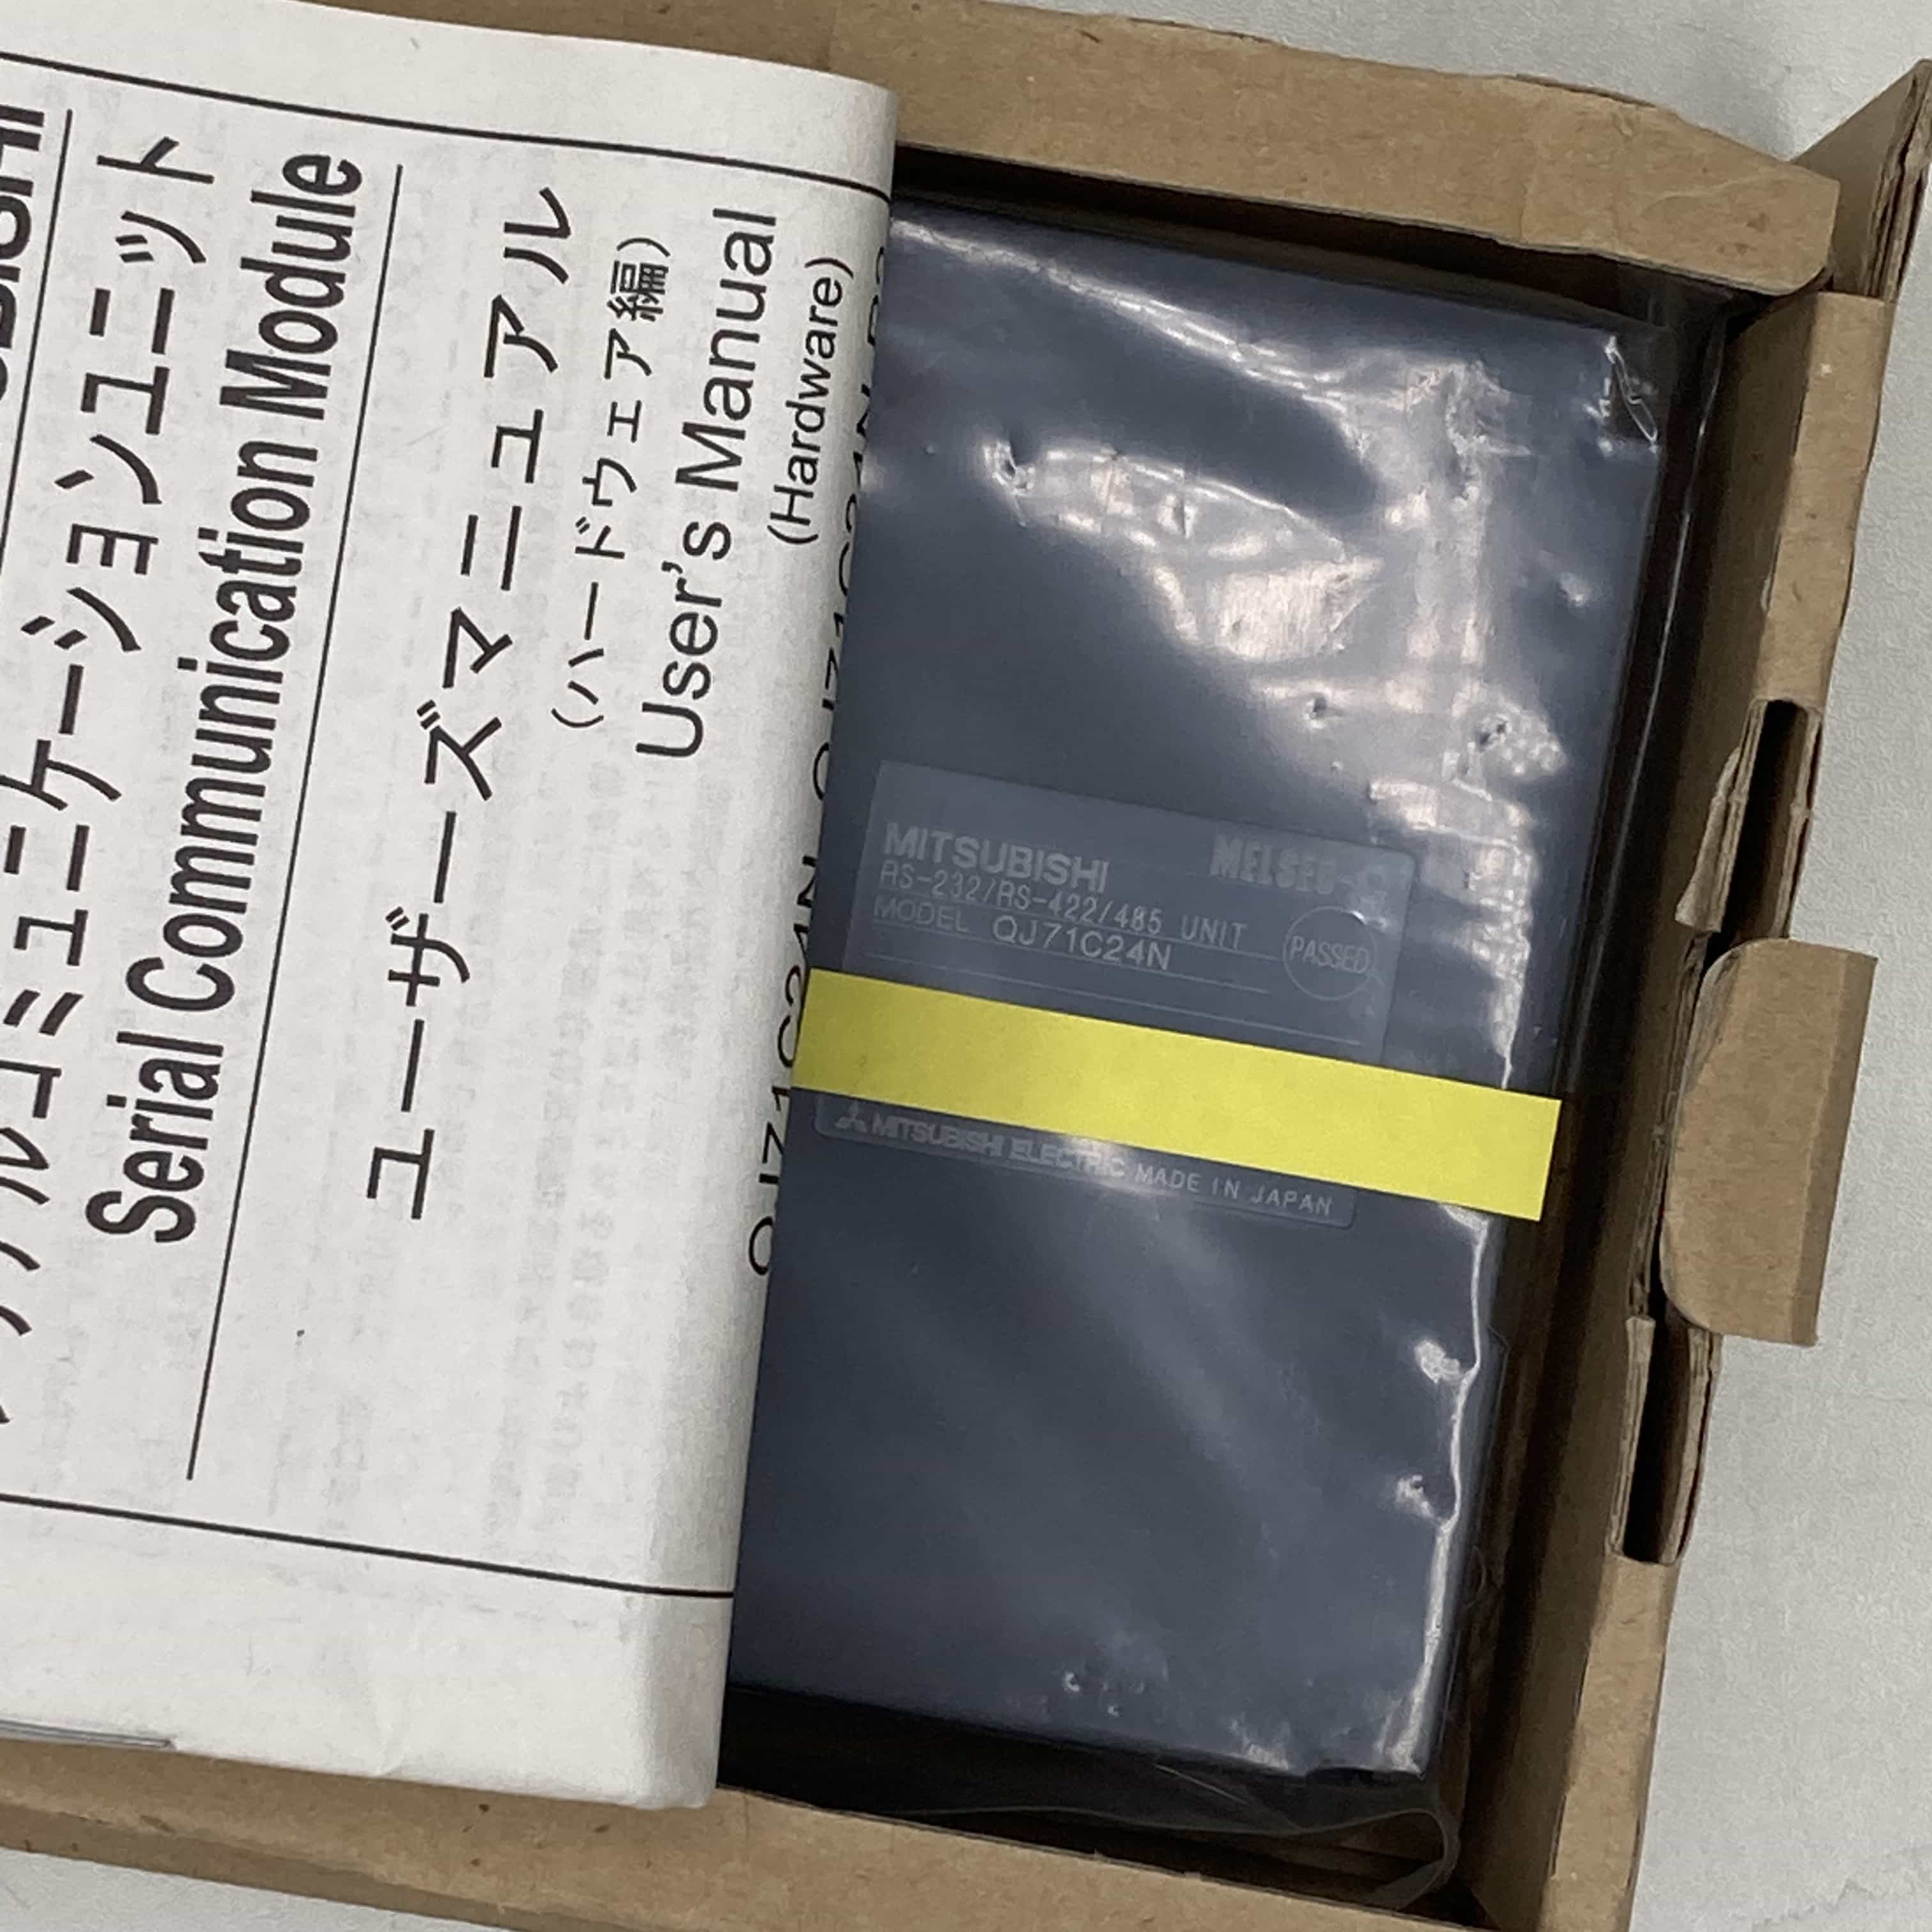 シリアルコミュニケーションユニット
Serial Communication Module
ユーザーズマニュアル
(ハードウェア編)
User's Manual
(Hardware)
MITSUBISHI MELSEC-Q
RS-232/RS-422/485 UNIT
MODEL QJ71C24N
PASSED
MITSUBISHI ELECTRIC MADE IN JAPAN